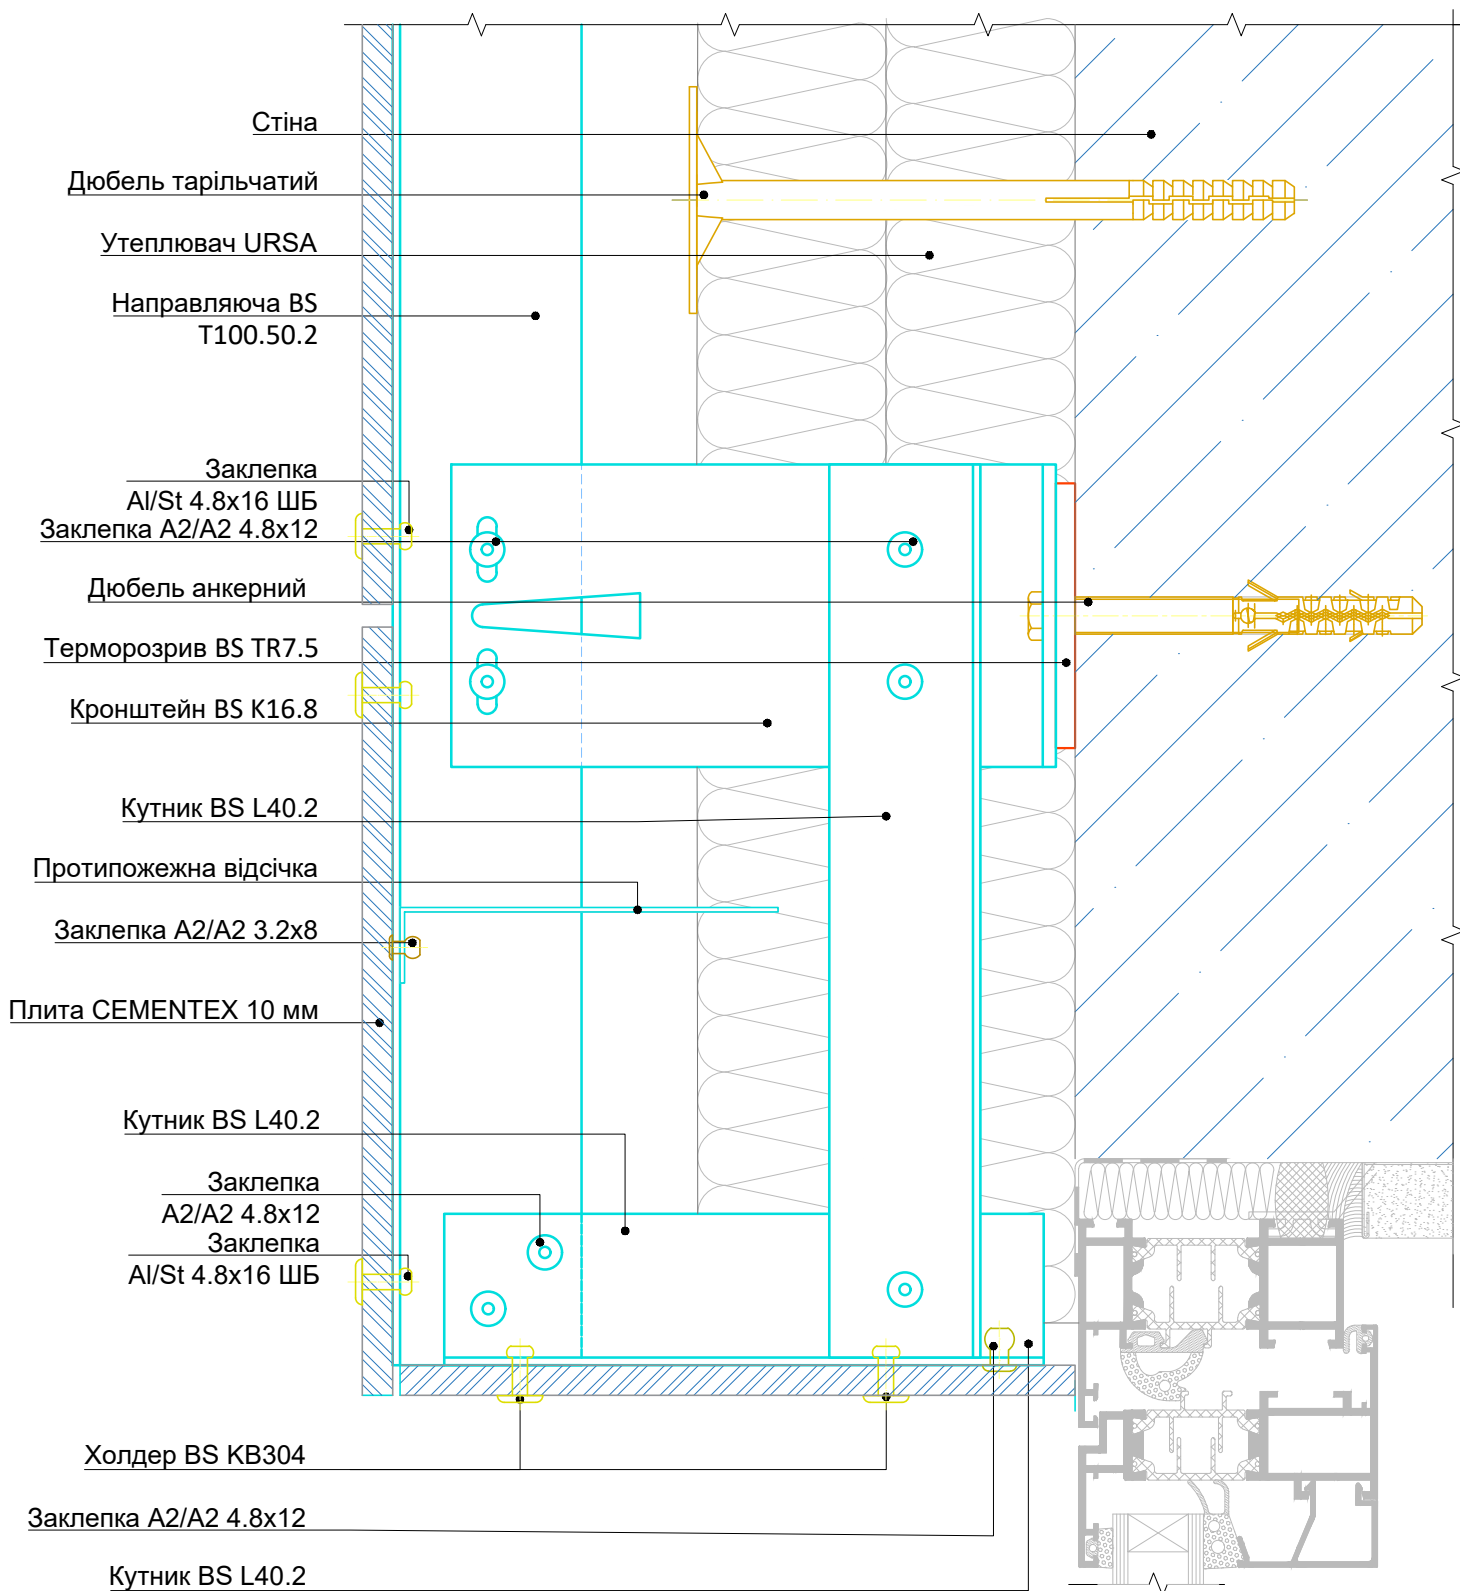 Стіна
Дюбель тарільчатий
Утеплювач URSA
Направляюча BS
T100.50.2
Заклепка
Al/St 4.8x16 ШБ
Заклепка A2/A2 4.8x12
Дюбель анкерний
Терморозрив BS TR7.5
Кронштейн BS K16.8
Кутник BS L40.2
Протипожежна відсічка
Заклепка A2/A2 3.2x8
Плита CEMENTEX 10 мм
Кутник BS L40.2
Заклепка
A2/A2 4.8x12
Заклепка
Al/St 4.8x16 ШБ
Холдер BS KB304
Заклепка A2/A2 4.8x12
Кутник BS L40.2